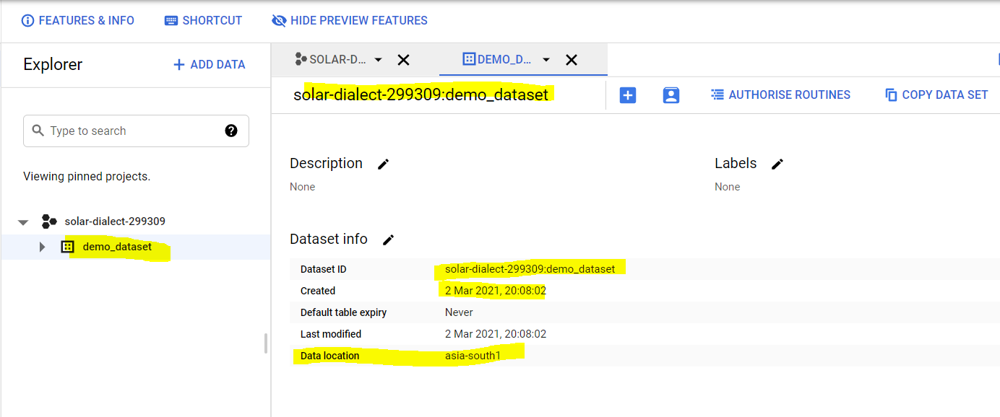 FEATURES & INFO SHORTCUT HIDE PREVIEW FEATURES
Explorer + ADD DATA
Type to search
Viewing pinned projects.
solar-dialect-299309
demo_dataset
SOLAR-D... DEMO_D...
solar-dialect-299309:demo_dataset AUTHORISE ROUTINES COPY DATA SET
Description Labels
None None
Dataset info
Dataset ID solar-dialect-299309:demo_dataset
Created 2 Mar 2021, 20:08:02
Default table expiry Never
Last modified 2 Mar 2021, 20:08:02
Data location asia-south1